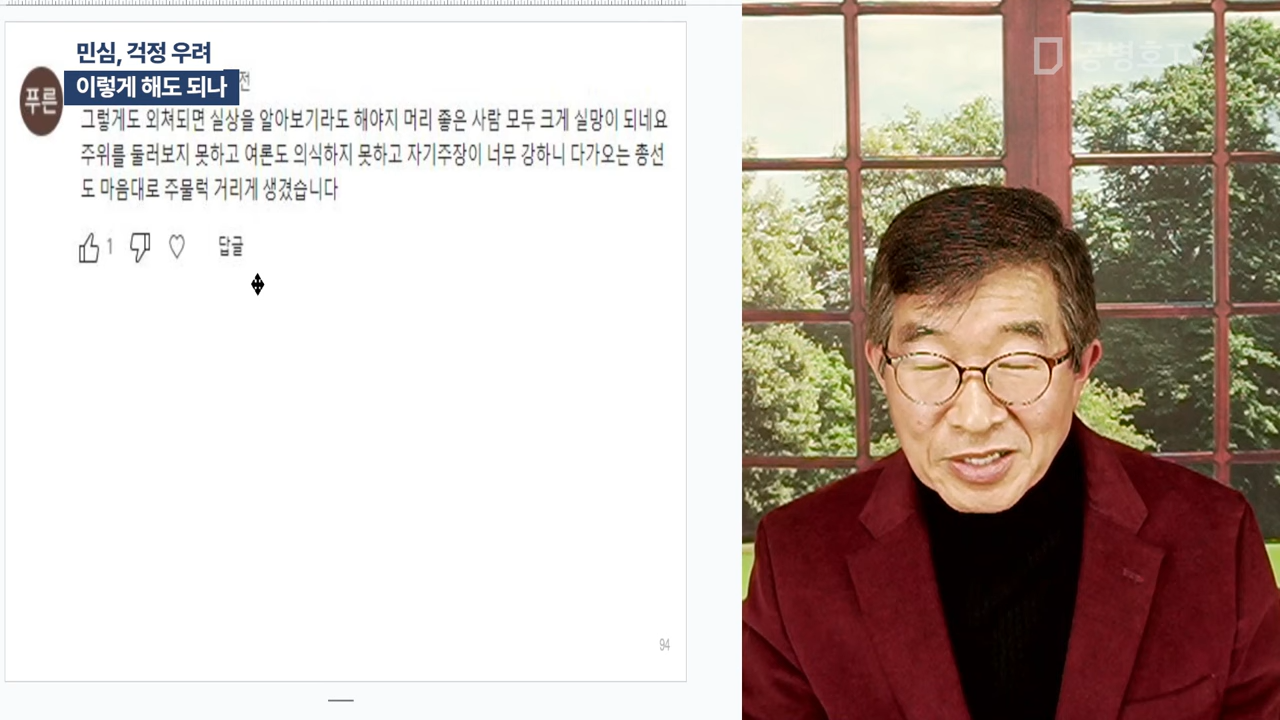 민심, 걱정 우려
이렇게 해도 되나
전
푸른
그렇게도 외쳐되면 실상을 알아보기라도 해야지 머리 좋은 사람 모두 크게 실망이 되네요
주위를 둘러보지 못하고 여론도 의식하지 못하고 자기주장이 너무 강하니 다가오는 총선
도 마음대로 주물럭 거리게 생겼습니다
1
답글
94
공병호TV